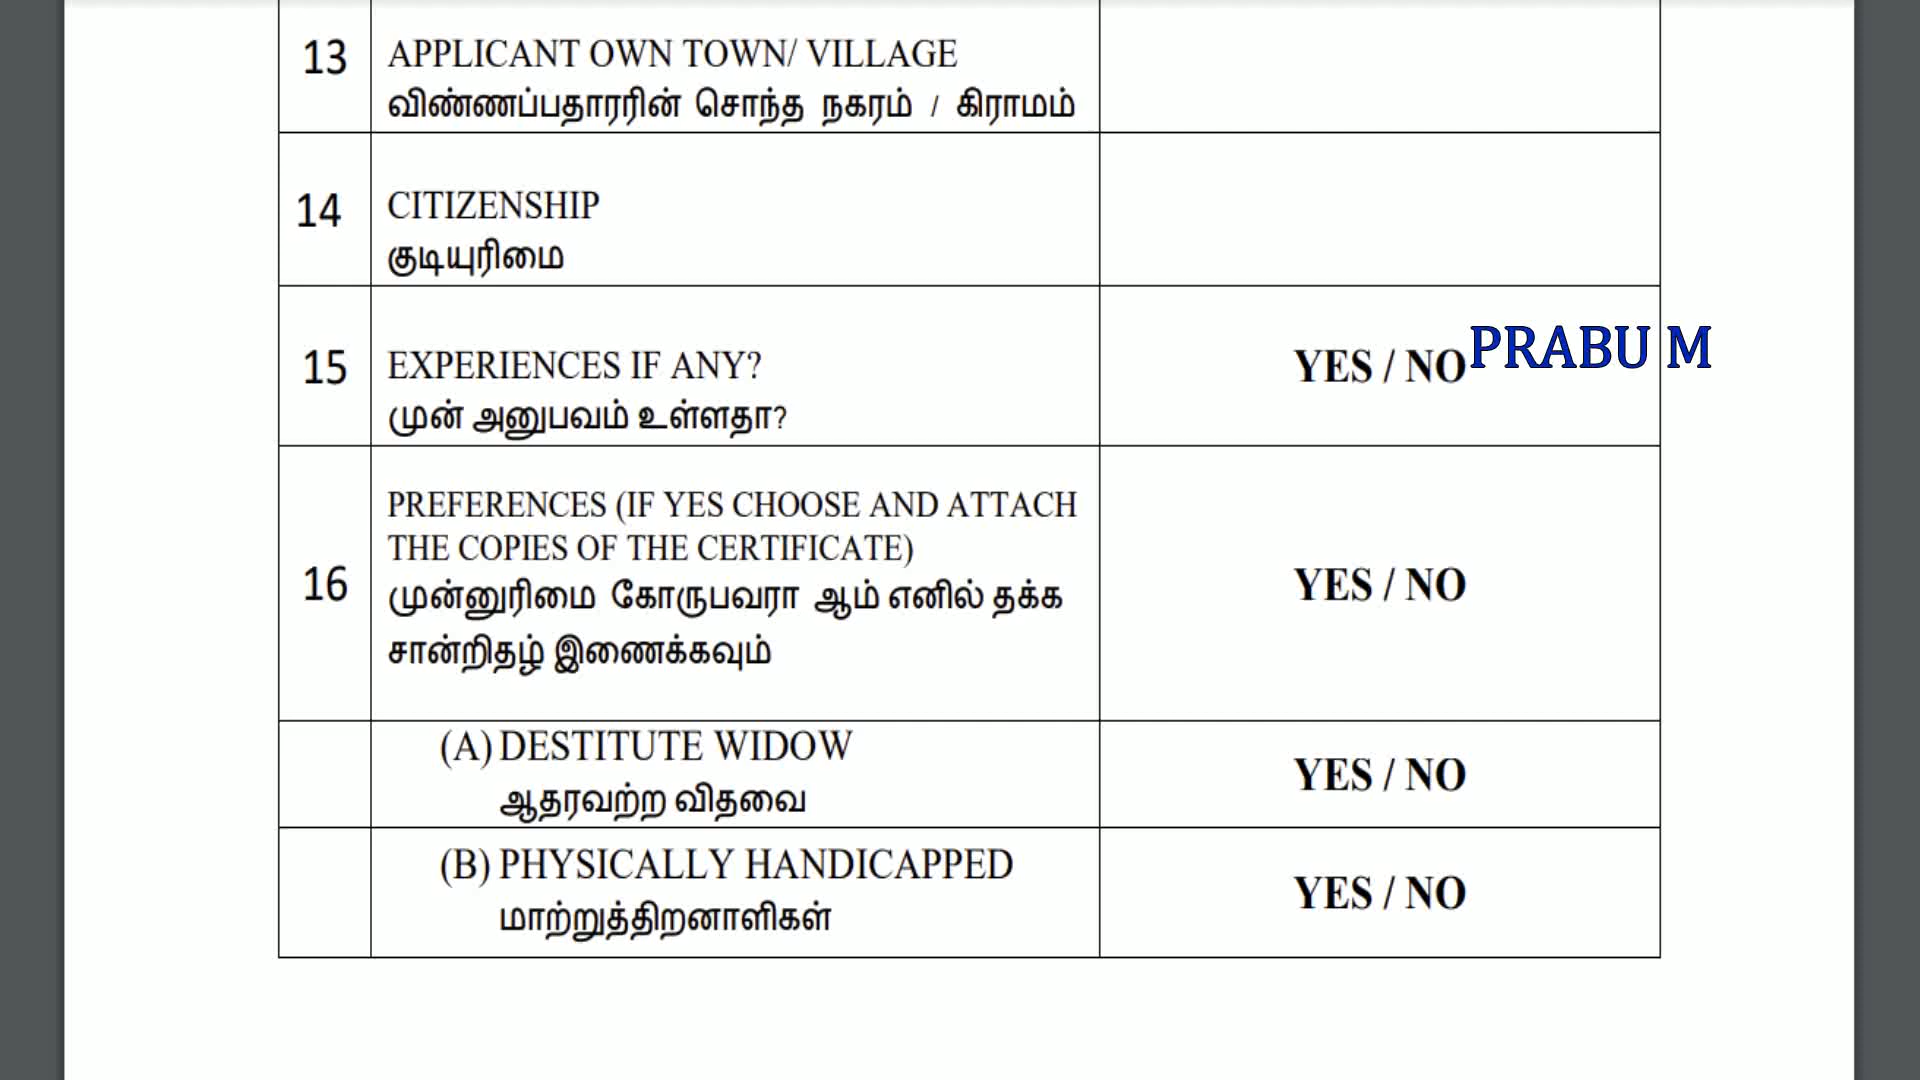 13
APPLICANT OWN TOWN/ VILLAGE
விண்ணப்பதாரரின் சொந்த நகரம் / கிராமம்
14
CITIZENSHIP
குடியுரிமை
15
EXPERIENCES IF ANY?
முன் அனுபவம் உள்ளதா?
YES / NO
PRABU M
16
PREFERENCES (IF YES CHOOSE AND ATTACH
THE COPIES OF THE CERTIFICATE)
முன்னுரிமை கோருபவரா ஆம் எனில் தக்க
சான்றிதழ் இணைக்கவும்
YES / NO
(A) DESTITUTE WIDOW
ஆதரவற்ற விதவை
YES / NO
(B) PHYSICALLY HANDICAPPED
மாற்றுத்திறனாளிகள்
YES / NO